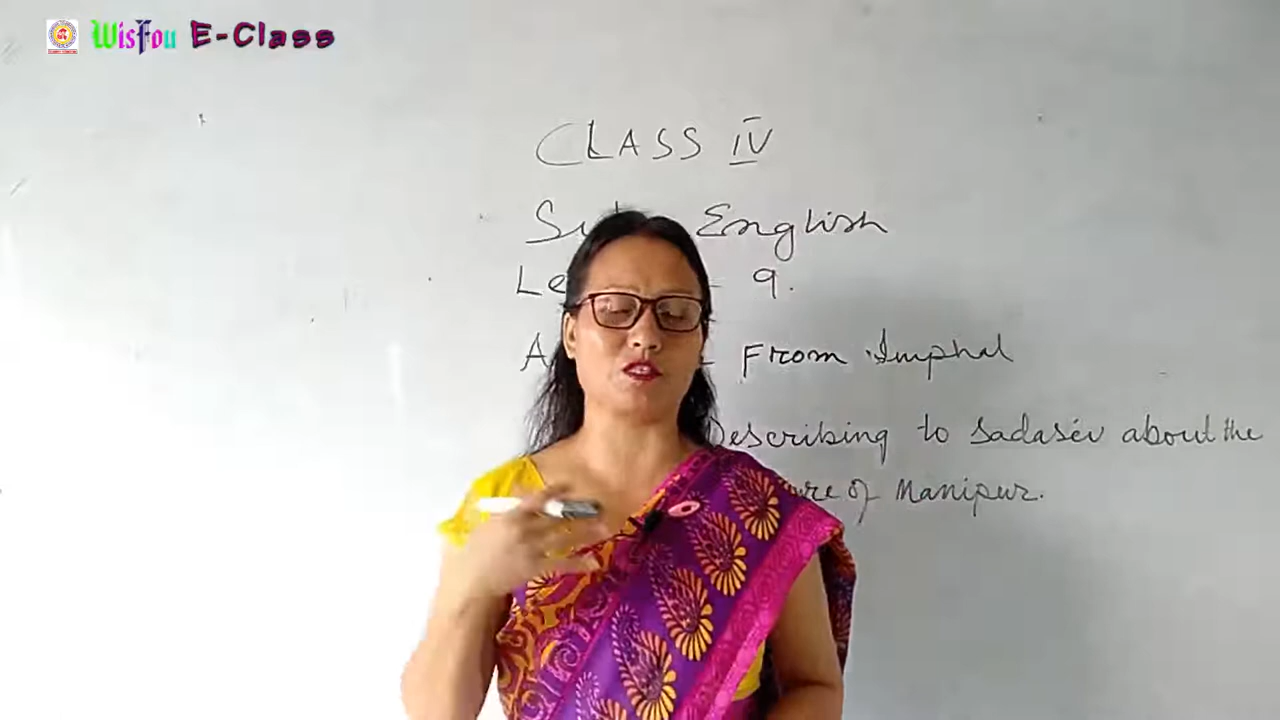 WisFou E-Class
CLASS IV
English
9.
From Imphal
Describing to Sadasiv about the
of Manipur.